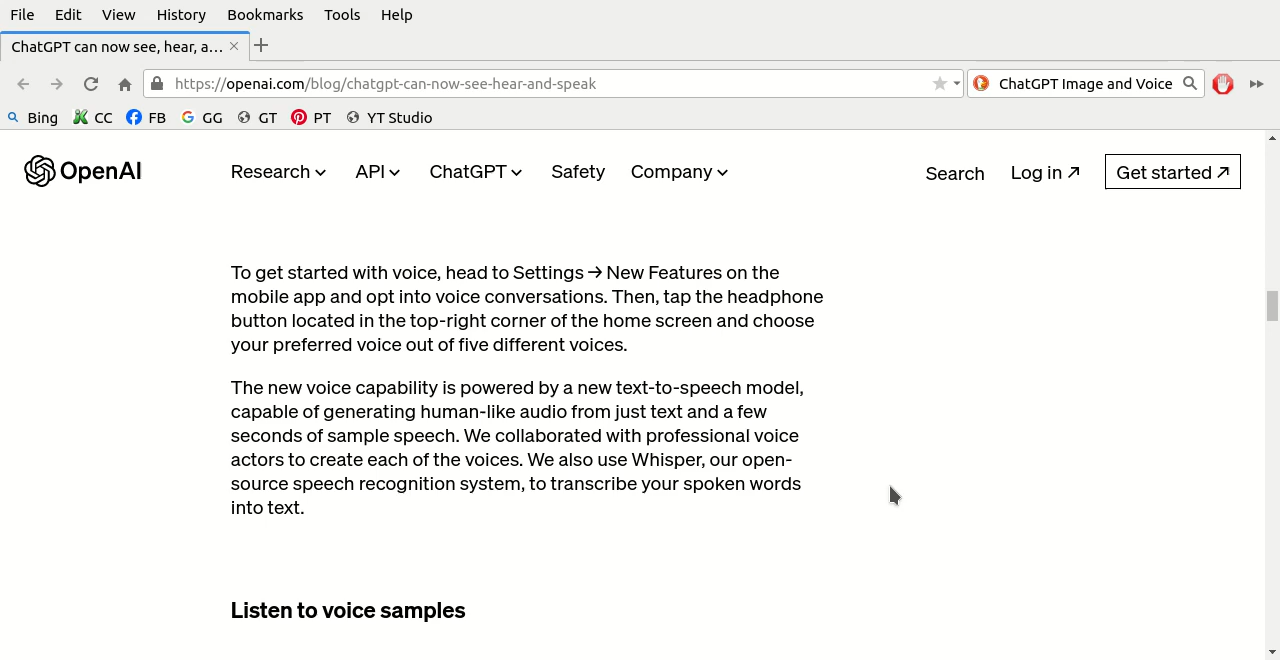 File Edit View History Bookmarks Tools Help
ChatGPT can now see, hear, a…
https://openai.com/blog/chatgpt-can-now-see-hear-and-speak ChatGPT Image and Voice
Bing CC FB GG GT PT YT Studio
OpenAI Research API ChatGPT Safety Company Search Log in ↗ Get started ↗
To get started with voice, head to Settings → New Features on the
mobile app and opt into voice conversations. Then, tap the headphone
button located in the top-right corner of the home screen and choose
your preferred voice out of five different voices.
The new voice capability is powered by a new text-to-speech model,
capable of generating human-like audio from just text and a few
seconds of sample speech. We collaborated with professional voice
actors to create each of the voices. We also use Whisper, our open-
source speech recognition system, to transcribe your spoken words
into text.
Listen to voice samples